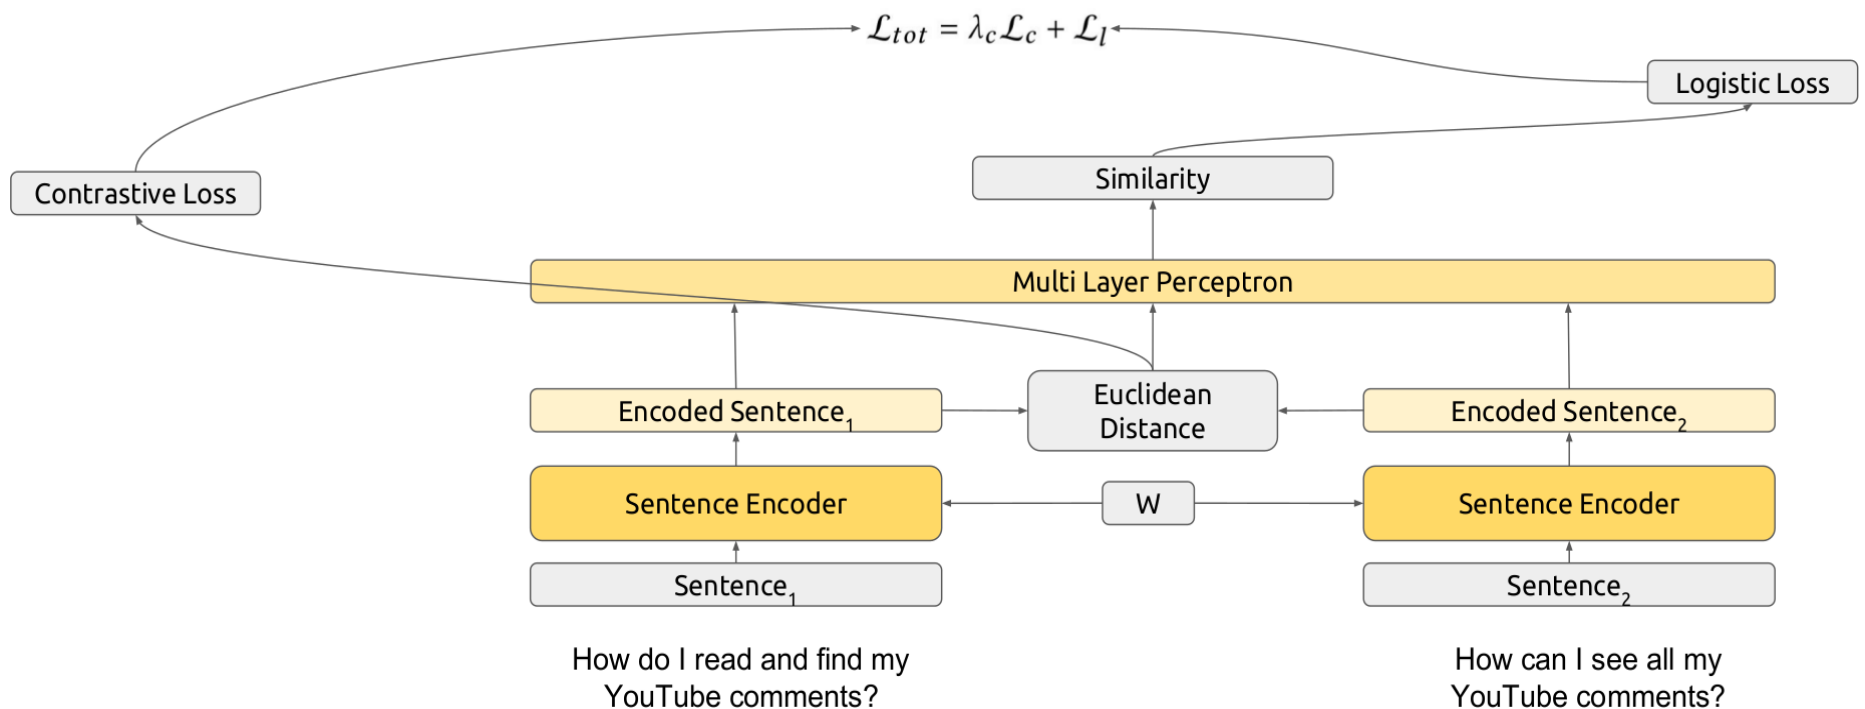 ℒtot = λcℒc + ℒl
Logistic Loss
Similarity
Contrastive Loss
Multi Layer Perceptron
Encoded Sentence1
Euclidean
Distance
Encoded Sentence2
Sentence Encoder
W
Sentence Encoder
Sentence1
Sentence2
How do I read and find my
YouTube comments?
How can I see all my
YouTube comments?